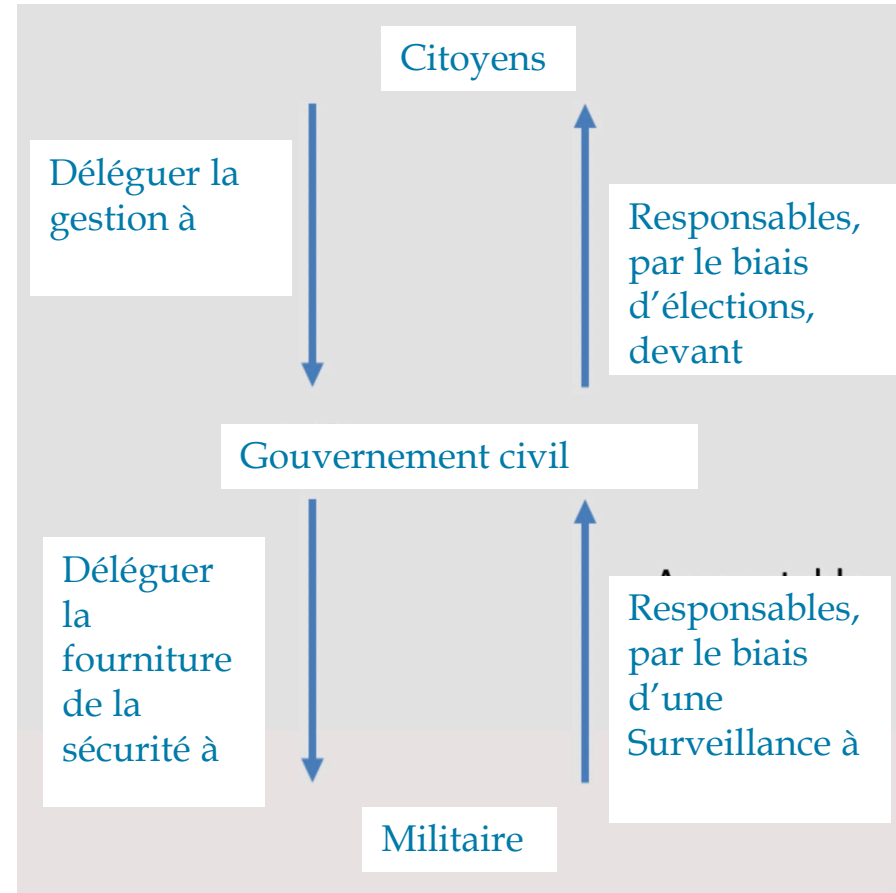 Citoyens
Déléguer la
gestion à
Responsables,
par le biais
d’élections,
devant
Gouvernement civil
Déléguer
la
fourniture
de la
sécurité à
Responsables,
par le biais
d’une
Surveillance à
Militaire